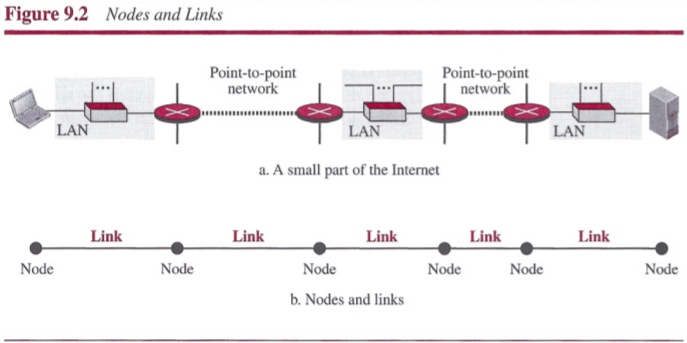 Figure 9.2 Nodes and Links
Point-to-point
network
Point-to-point
network
LAN
LAN
LAN
a. A small part of the Internet
Link Link Link Link Link
Node Node Node Node Node Node
b. Nodes and links